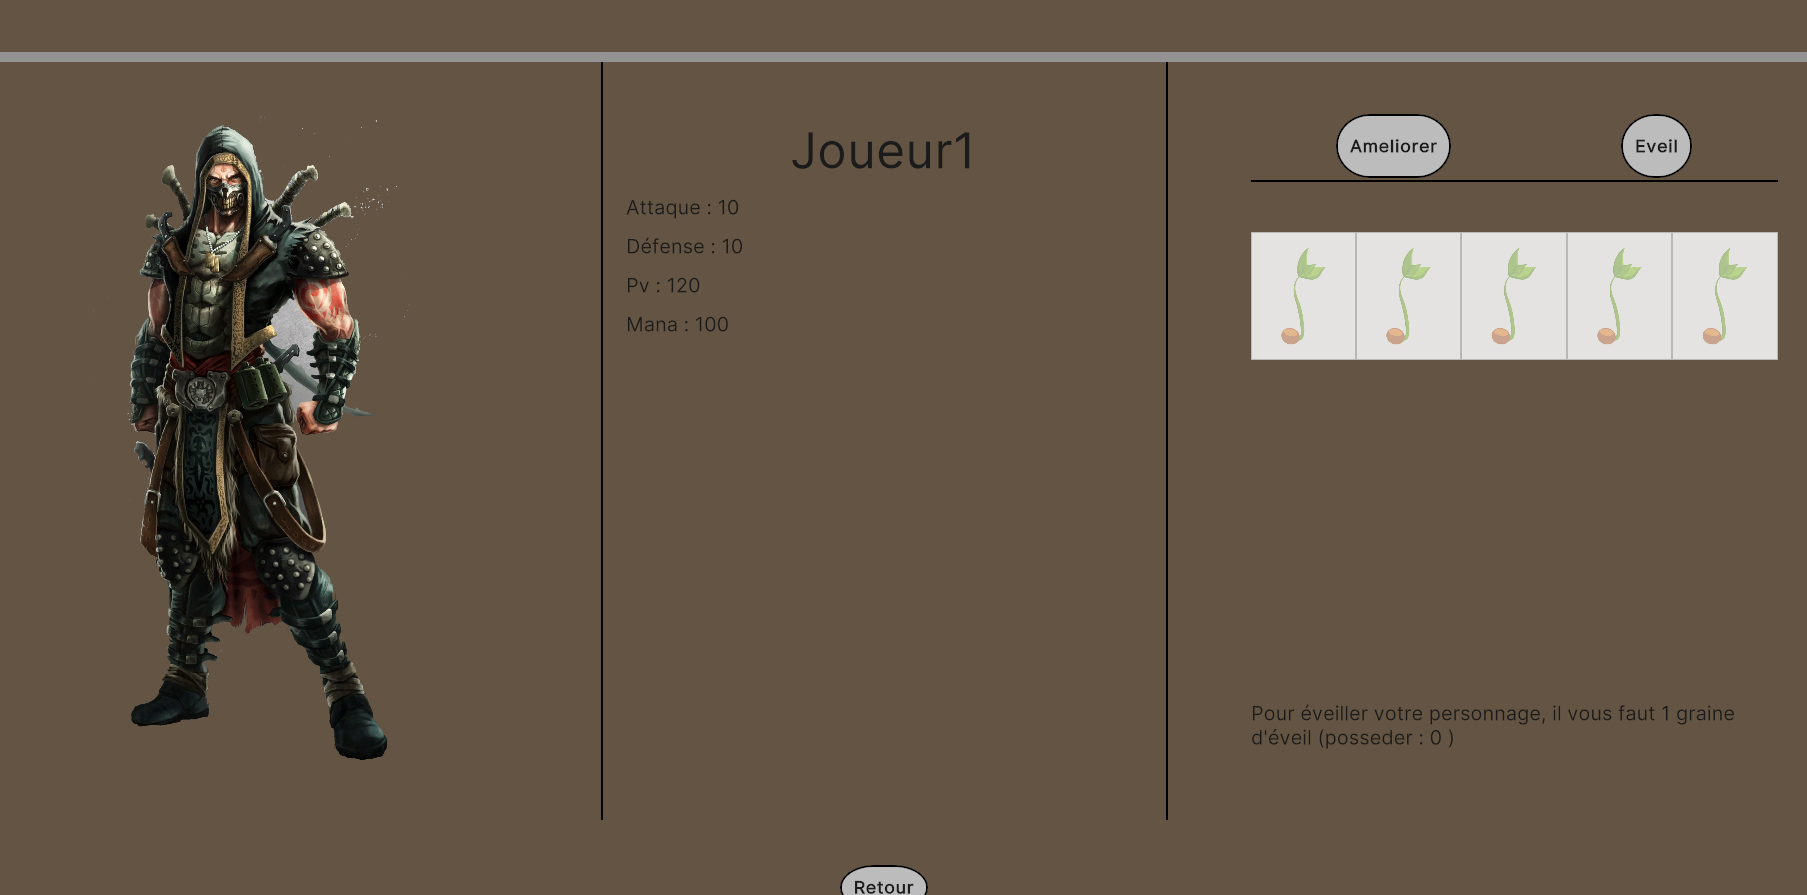 Joueur1
Attaque : 10
Défense : 10
Pv : 120
Mana : 100
Ameliorer
Eveil
Pour éveiller votre personnage, il vous faut 1 graine
d'éveil (posseder : 0 )
Retour